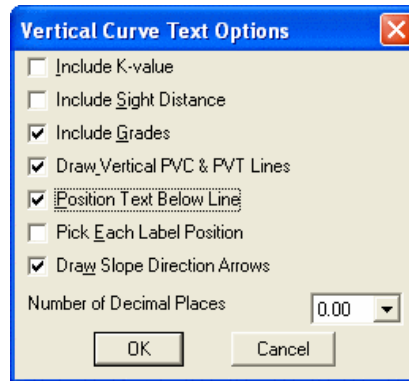 Vertical Curve Text Options
Include K-value
Include Sight Distance
Include Grades
Draw Vertical PVC & PVT Lines
Position Text Below Line
Pick Each Label Position
Draw Slope Direction Arrows
Number of Decimal Places 0.00
OK Cancel